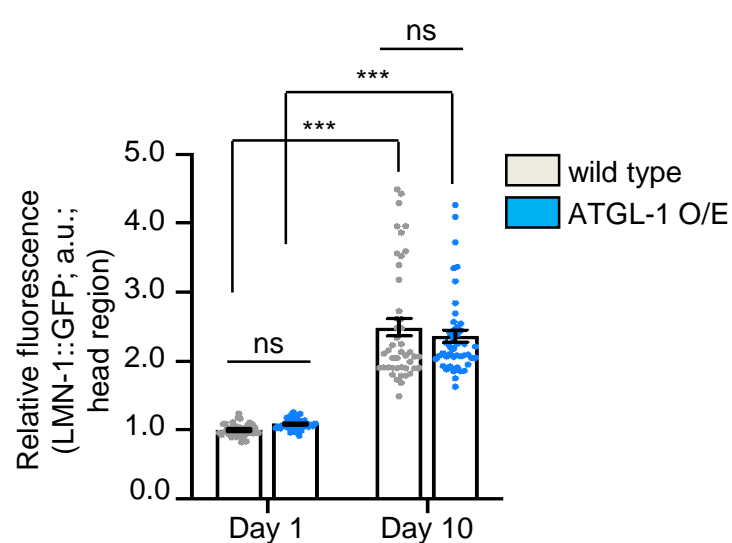 ns
***
***
5.0
4.0
3.0
2.0
1.0
0.0
Relative fluorescence
(LMN-1::GFP; a.u.;
head region)
wild type
ATGL-1 O/E
ns
Day 1
Day 10